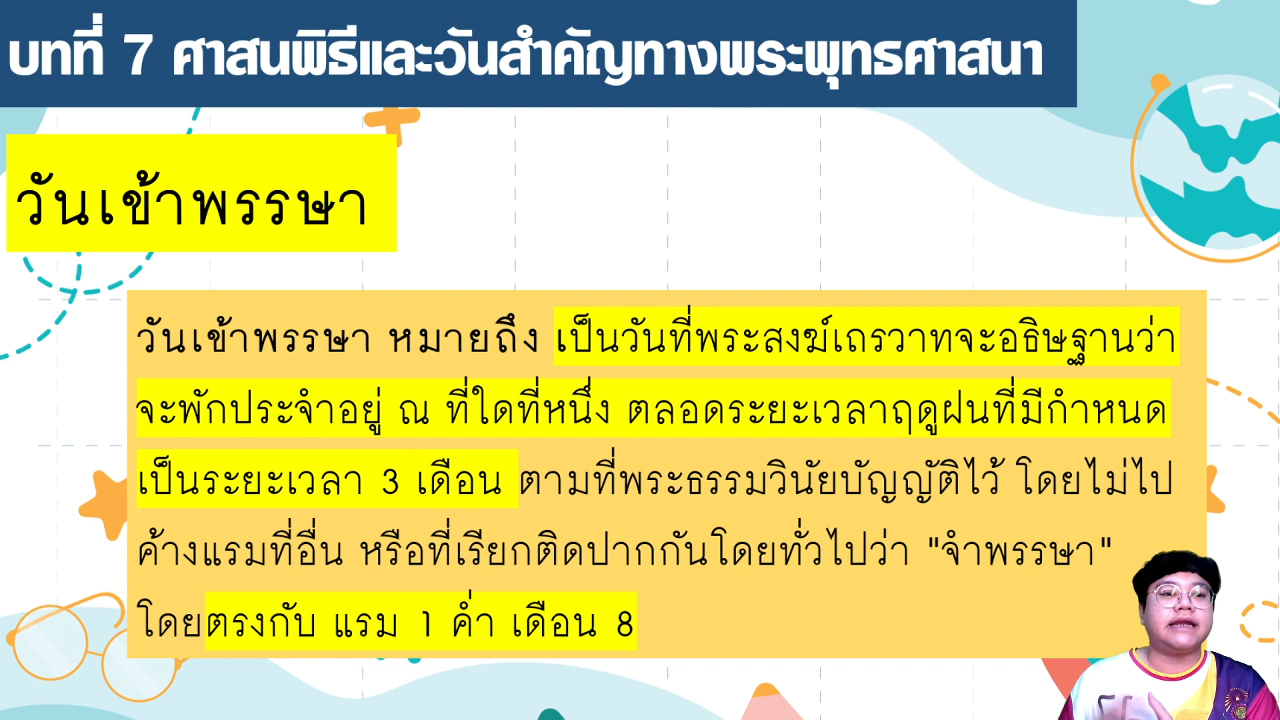 บทที่ 7 ศาสนพิธีและวันสำคัญทางพระพุทธศาสนา
วันเข้าพรรษา
วันเข้าพรรษา หมายถึง เป็นวันที่พระสงฆ์เถรวาทจะอธิษฐานว่า
จะพักประจำอยู่ ณ ที่ใดที่หนึ่ง ตลอดระยะเวลาฤดูฝนที่มีกำหนด
เป็นระยะเวลา 3 เดือน ตามที่พระธรรมวินัยบัญญัติไว้ โดยไม่ไป
ค้างแรมที่อื่น หรือที่เรียกติดปากกันโดยทั่วไปว่า "จำพรรษา"
โดยตรงกับ แรม 1 ค่ำ เดือน 8